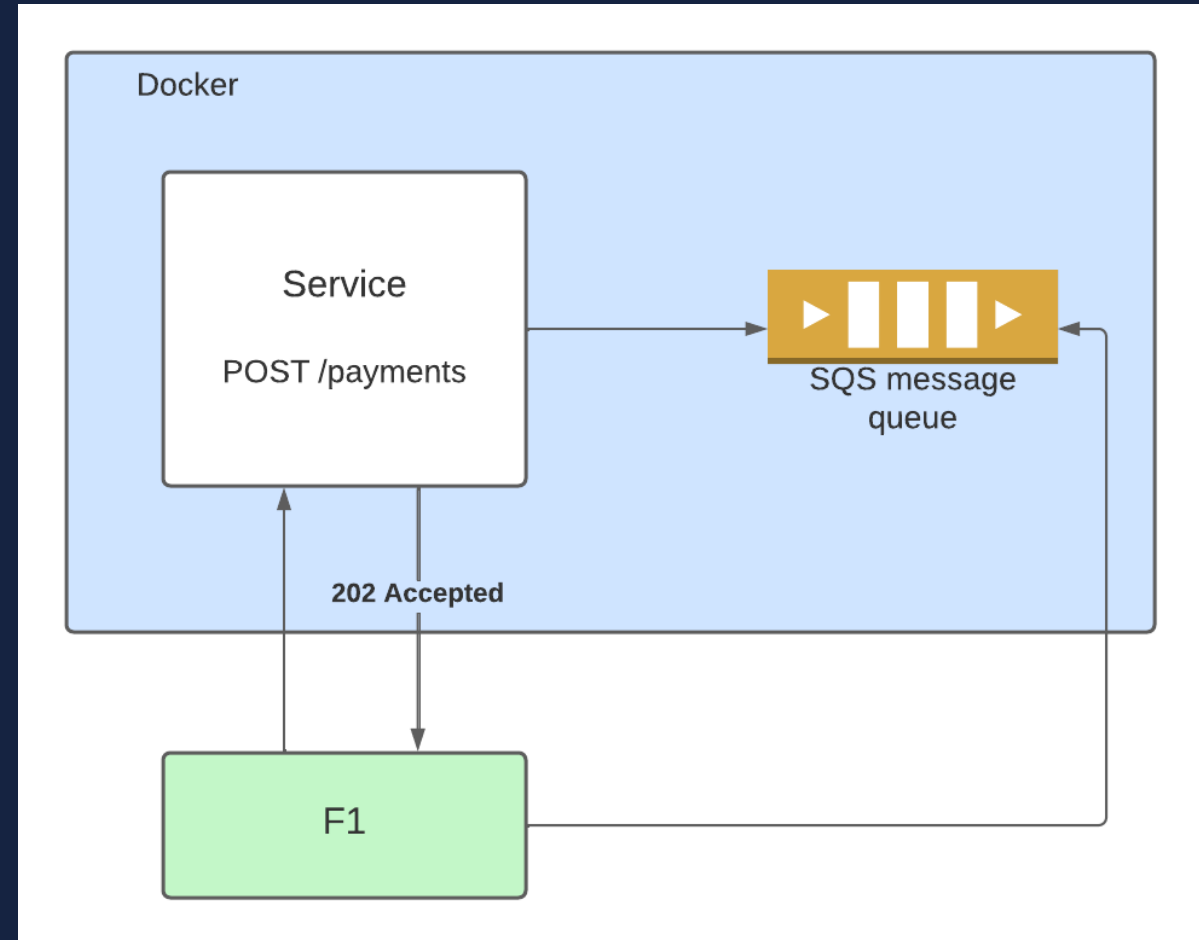 Docker
Service
POST /payments
SQS message
queue
202 Accepted
F1